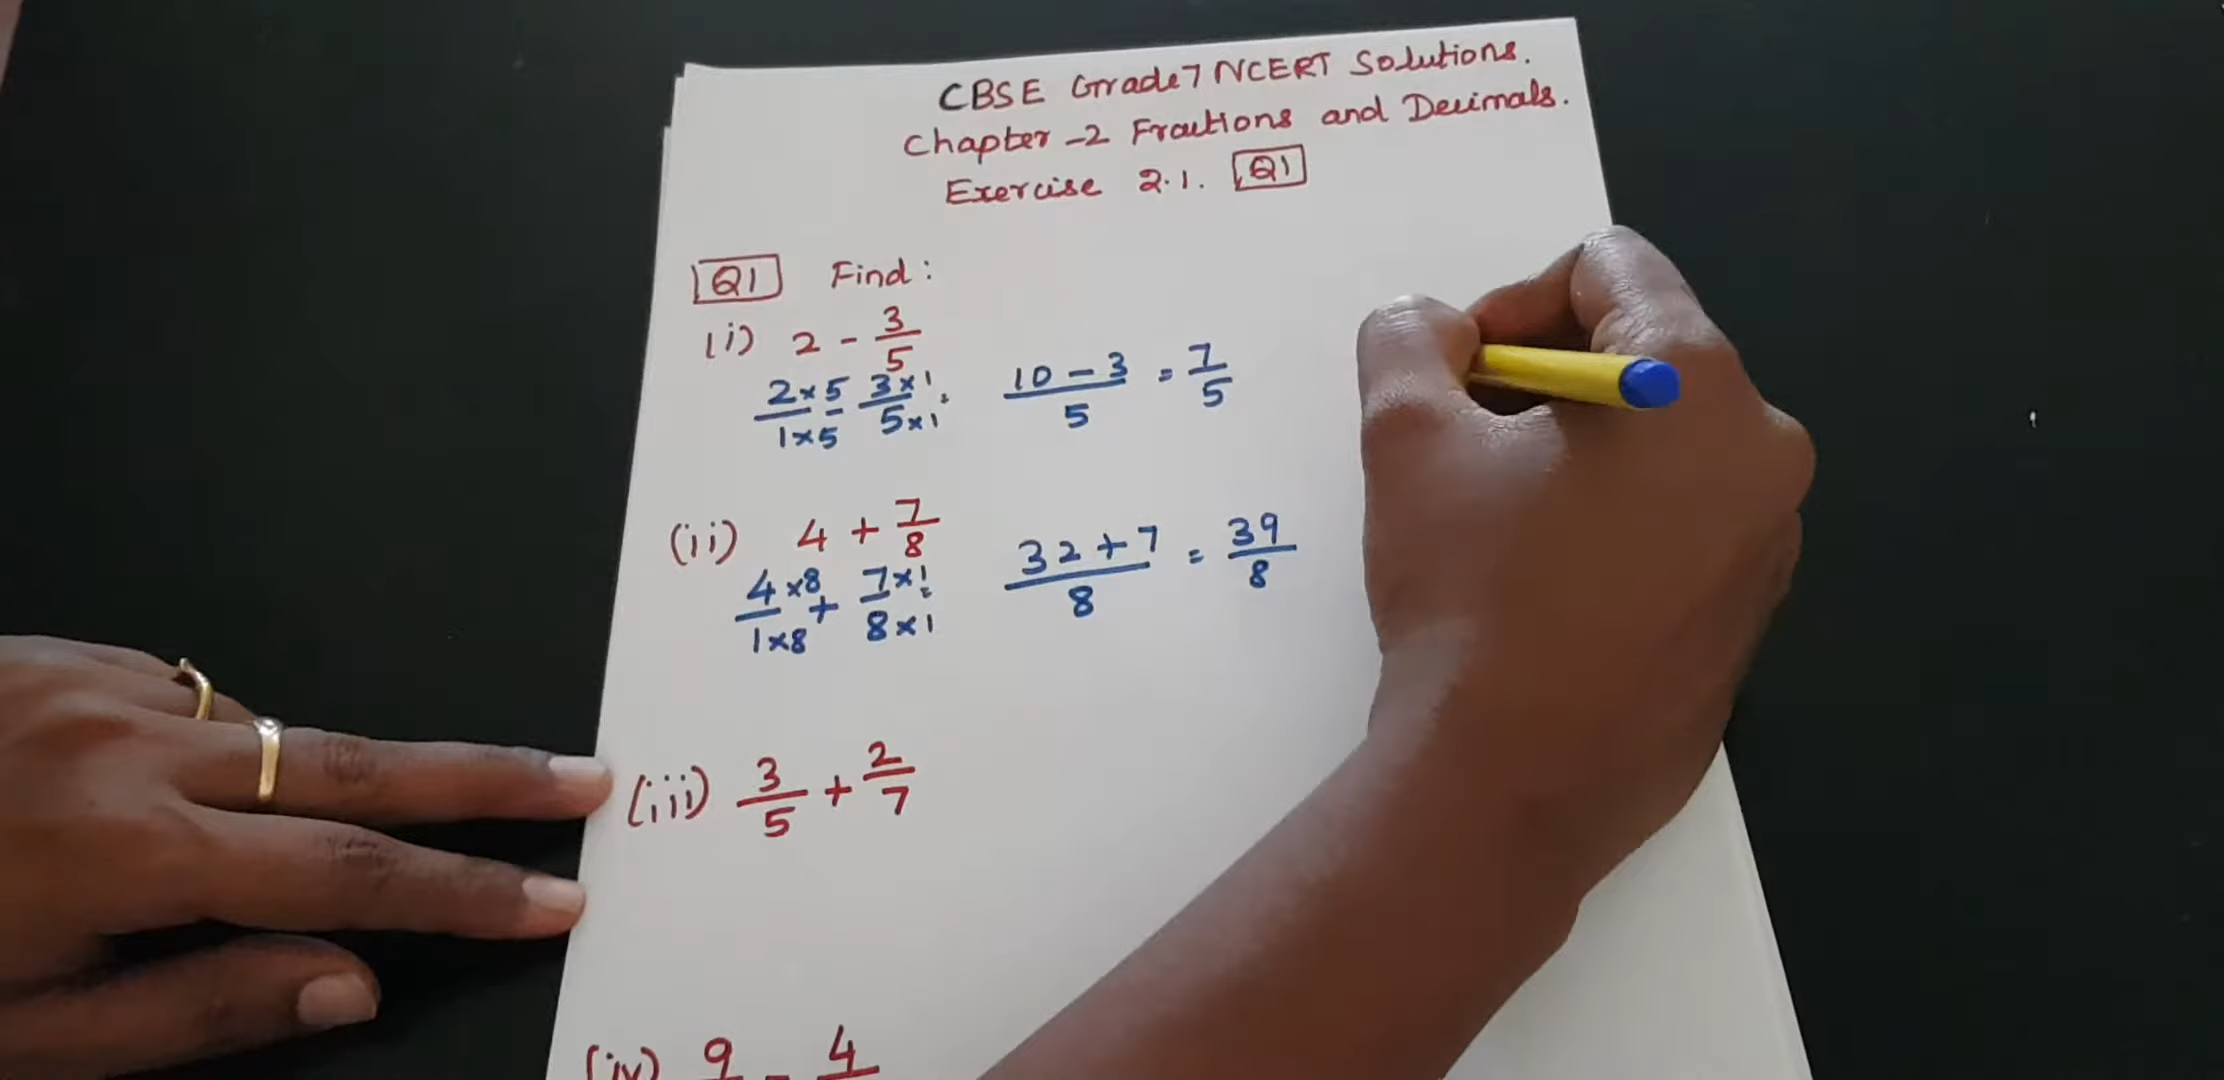 CBSE Grade 7 NCERT Solutions.
Chapter -2 Fractions and Decimals.
Exercise 2.1. Q1
Q1 Find :
(i) 2 - 3/5
2×5/1×5 - 3×1/5×1 = 10-3/5 = 7/5
(ii) 4 + 7/8
4×8/1×8 + 7×1/8×1 = 32+7/8 = 39/8
(iii) 3/5 + 2/7
(iv) 9 - 4